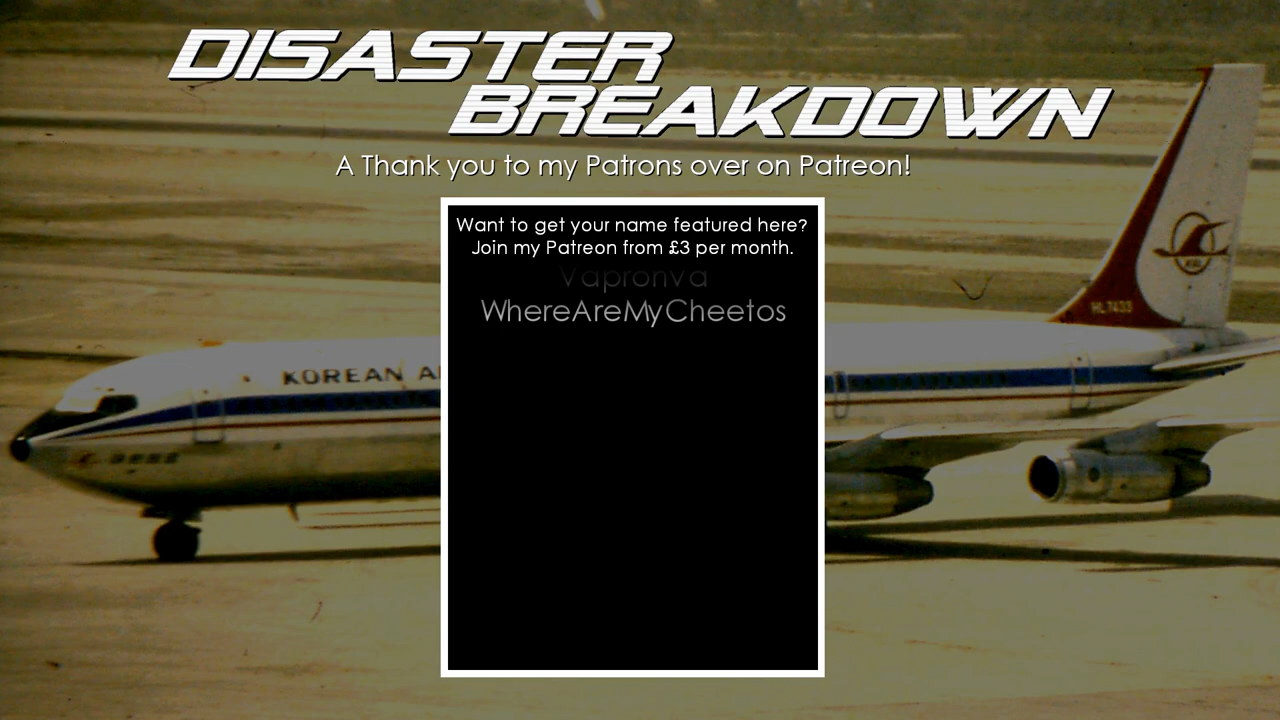 DISASTER
BREAKDOWN
A Thank you to my Patrons over on Patreon!
Want to get your name featured here?
Join my Patreon from £3 per month.
Vapronva
WhereAreMyCheetos
KOREAN A
HL7433
KAL